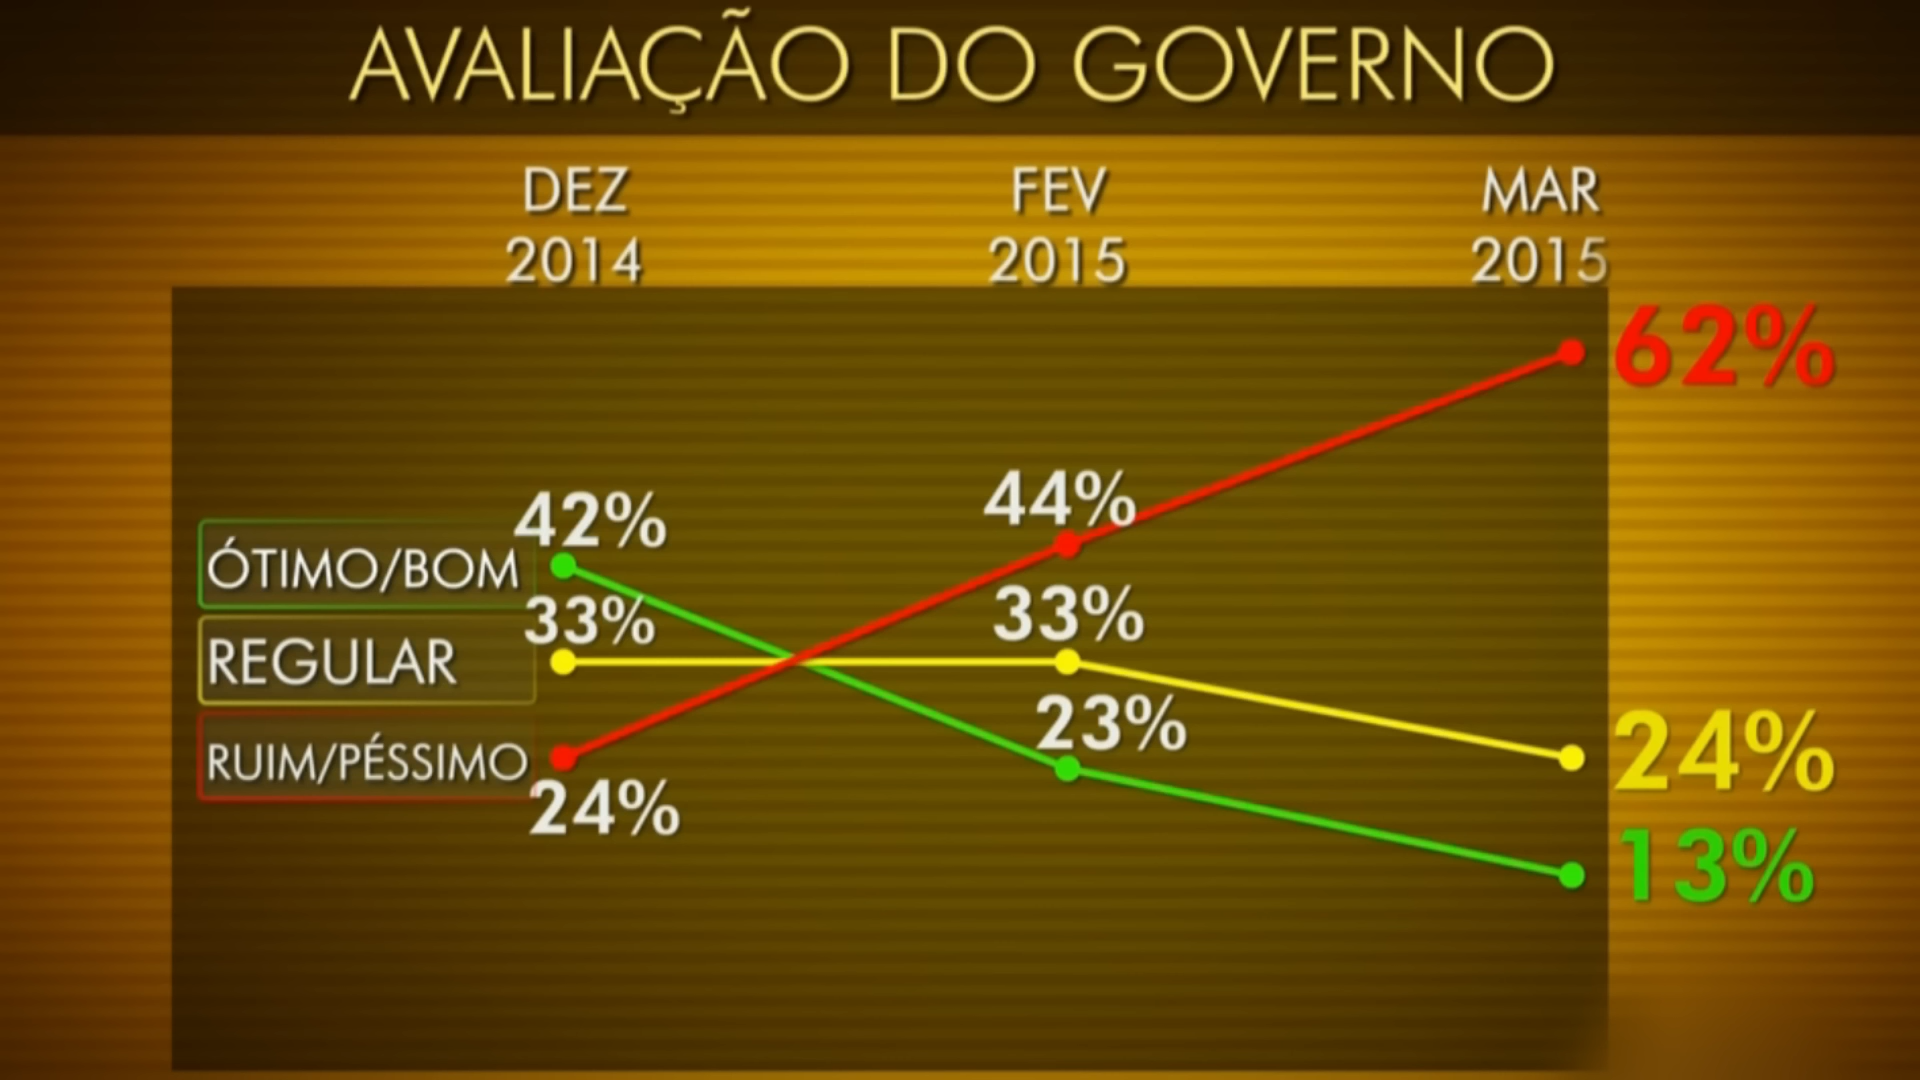 AVALIAÇÃO DO GOVERNO
DEZ 2014
FEV 2015
MAR 2015
62%
42%
44%
ÓTIMO/BOM
33%
33%
REGULAR
23%
24%
RUIM/PÉSSIMO
24%
13%